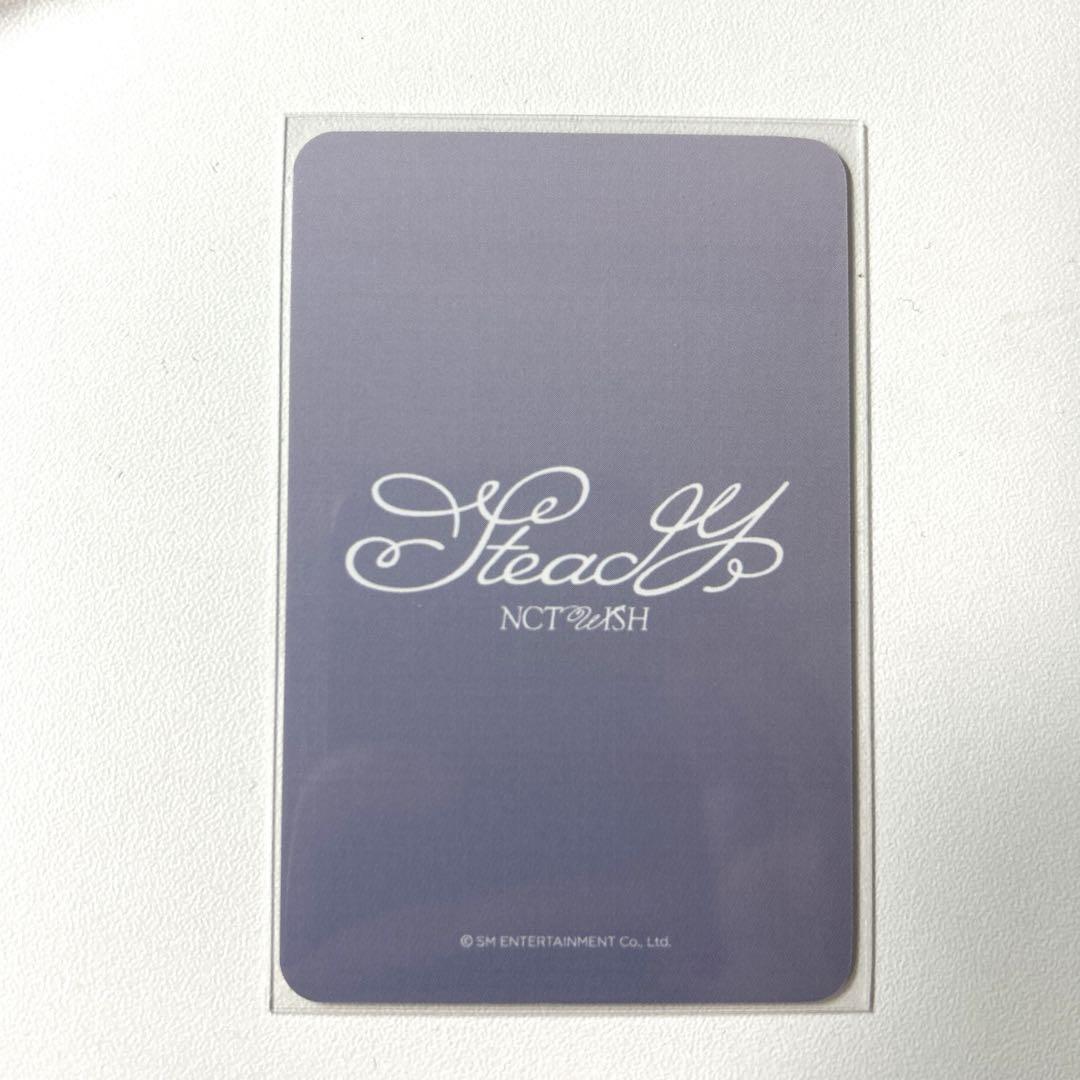 Steady
NCT WISH
© SM ENTERTAINMENT Co., Ltd.